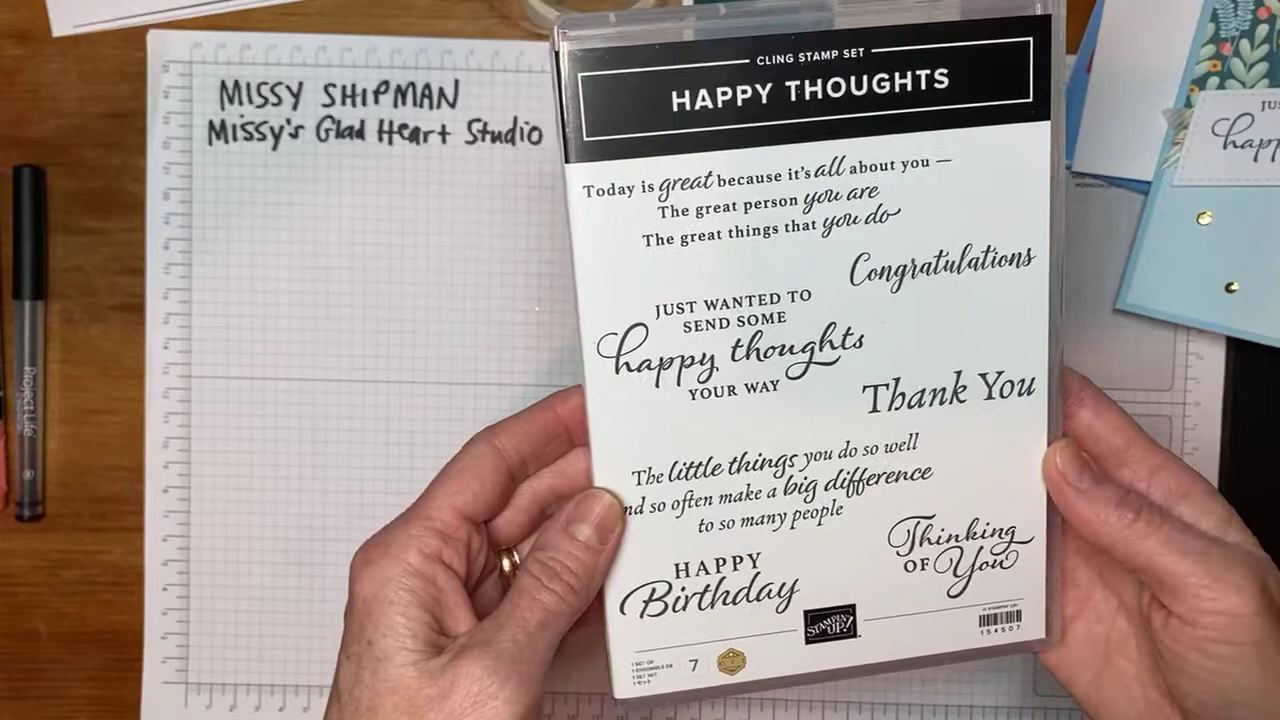 MISSY SHIPMAN
Missy's Glad Heart Studio
CLING STAMP SET
HAPPY THOUGHTS
Today is great because it's all about you —
The great person you are
The great things that you do
Congratulations
JUST WANTED TO
SEND SOME
happy thoughts
YOUR WAY
Thank You
The little things you do so well
nd so often make a big difference
to so many people
HAPPY
Birthday
Thinking
OF You
STAMPIN' UP!
154507
7
Project Life
JUS
happ